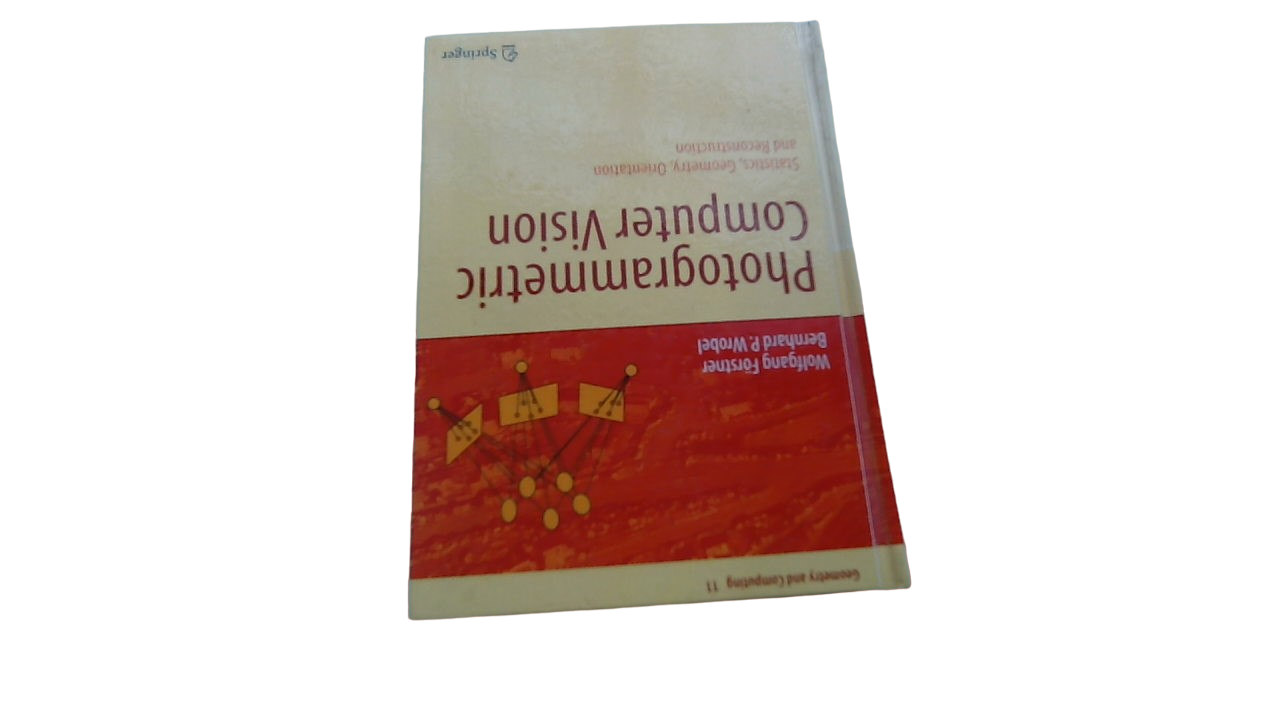 Geometry and Computing 11
Wolfgang Förstner
Bernhard P. Wrobel
Photogrammetric
Computer Vision
Statistics, Geometry, Orientation
and Reconstruction
Springer